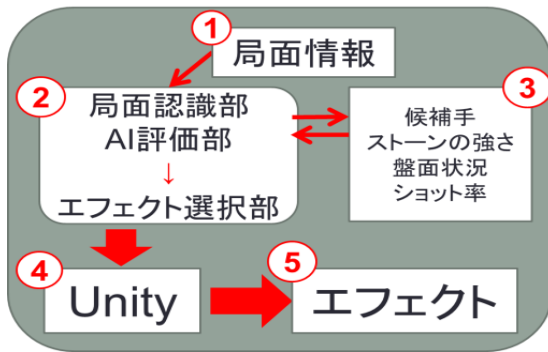 ①
局面情報
②
局面認識部
AI評価部
↓
エフェクト選択部
③
候補手
ストーンの強さ
盤面状況
ショット率
④
Unity
⑤
エフェクト